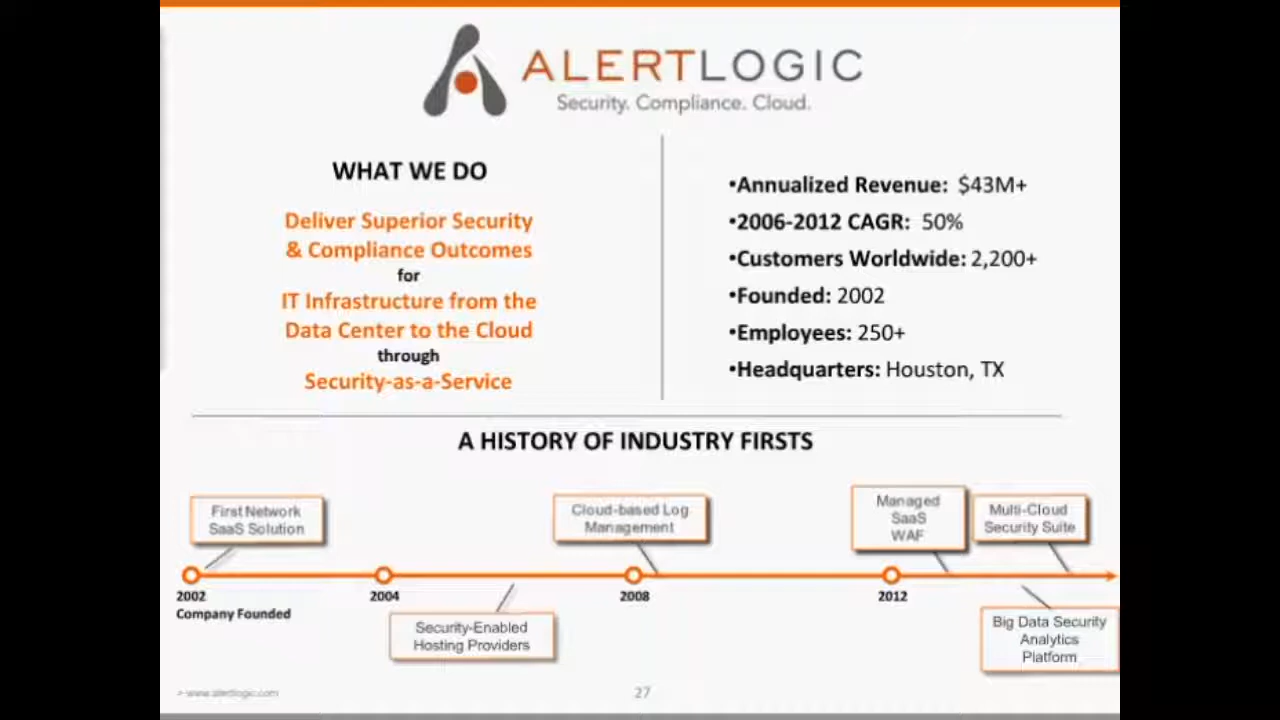 ALERTLOGIC
Security. Compliance. Cloud.
WHAT WE DO
Deliver Superior Security
& Compliance Outcomes
for
IT Infrastructure from the
Data Center to the Cloud
through
Security-as-a-Service
•Annualized Revenue: $43M+
•2006-2012 CAGR: 50%
•Customers Worldwide: 2,200+
•Founded: 2002
•Employees: 250+
•Headquarters: Houston, TX
A HISTORY OF INDUSTRY FIRSTS
First Network
SaaS Solution
Cloud-based Log
Management
Managed
SaaS
WAF
Multi-Cloud
Security Suite
2002
Company Founded
2004
2008
2012
Security-Enabled
Hosting Providers
Big Data Security
Analytics
Platform
> www.alertlogic.com
27